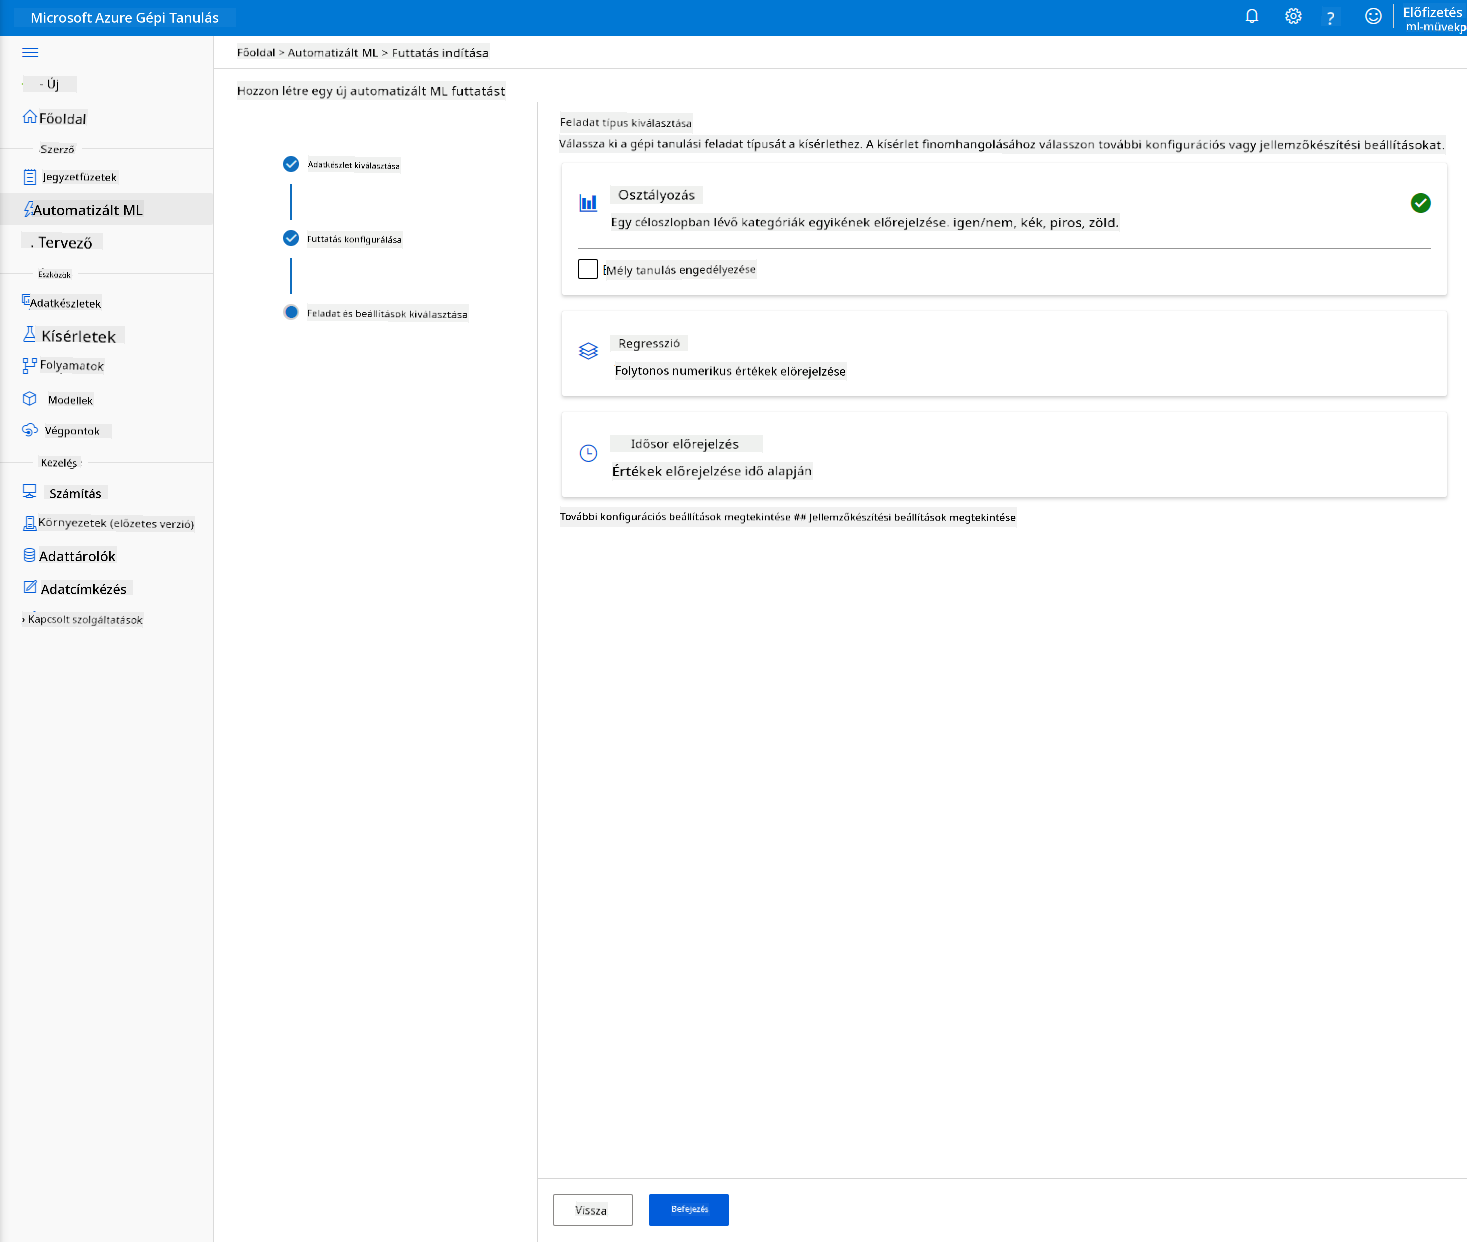 Microsoft Azure Gépi Tanulás
?
Előfizetés
ml-művek
- Új
Főoldal
Szerző
Jegyzetfüzetek
Automatizált ML
. Tervező
Eszközök
Adatkészletek
Kísérletek
Folyamatok
Modellek
Végpontok
Kezelés
Számítás
Környezetek (előzetes verzió)
Adattárolók
Adatcímkézés
› Kapcsolt szolgáltatások
Főoldal > Automatizált ML > Futtatás indítása
Hozzon létre egy új automatizált ML futtatást
Adatkészlet kiválasztása
Futtatás konfigurálása
Feladat és beállítások kiválasztása
Feladat típus kiválasztása
Válassza ki a gépi tanulási feladat típusát a kísérlethez. A kísérlet finomhangolásához válasszon további konfigurációs vagy jellemzőkészítési beállításokat.
Osztályozás
Egy céloszlopban lévő kategóriák egyikének előrejelzése. igen/nem, kék, piros, zöld.
Mély tanulás engedélyezése
Regresszió
Folytonos numerikus értékek előrejelzése
Idősor előrejelzés
Értékek előrejelzése idő alapján
További konfigurációs beállítások megtekintése ## Jellemzőkészítési beállítások megtekintése
Vissza
Befejezés